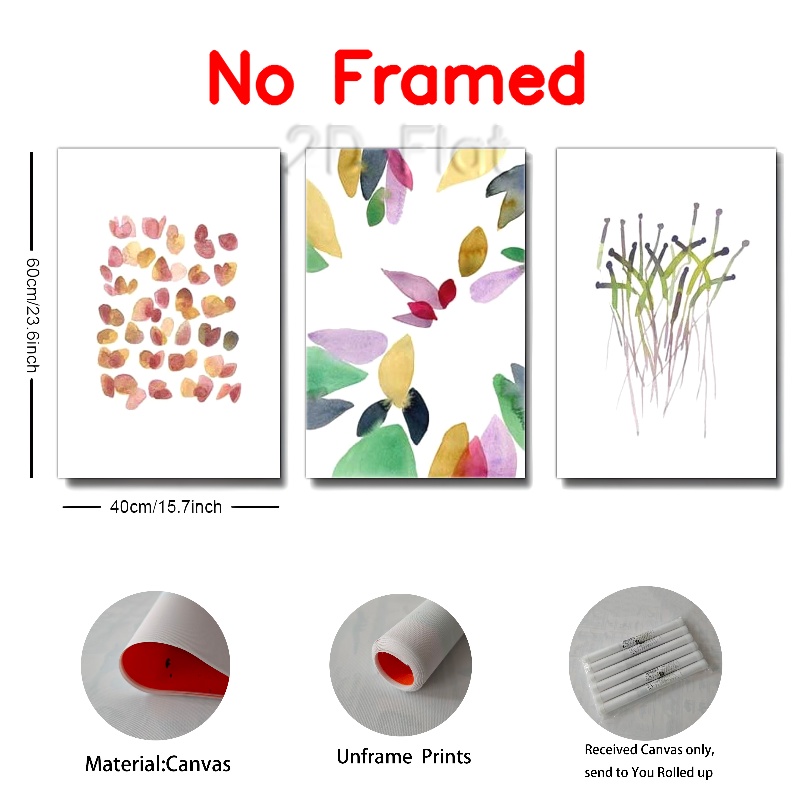 No Framed
2D Flat
60cm/23.6inch
40cm/15.7inch
Material:Canvas
Unframe Prints
Received Canvas only,
send to You Rolled up